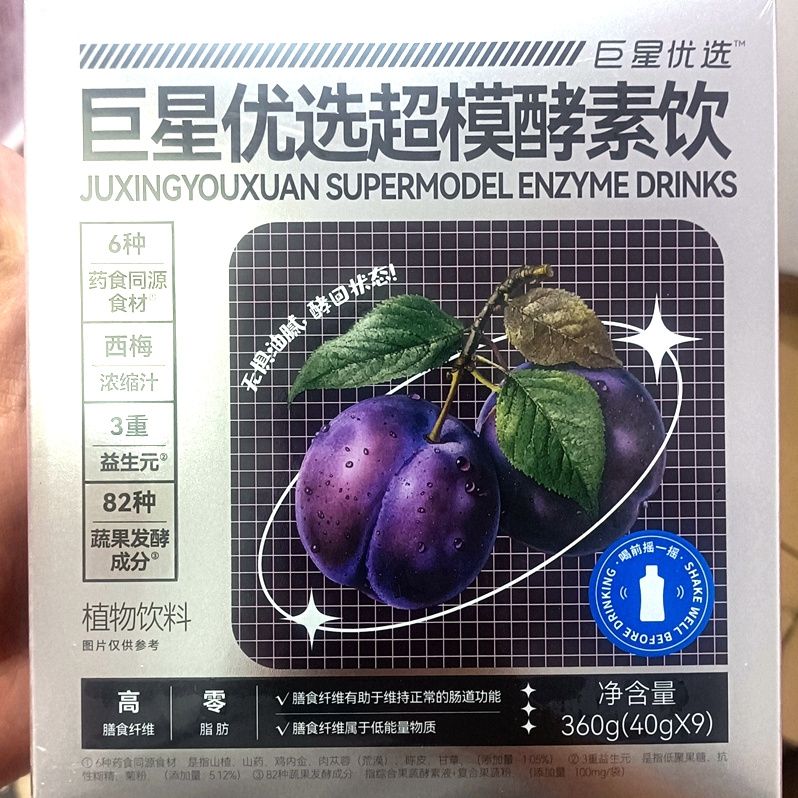 巨星优选™
巨星优选超模酵素饮
JUXINGYOUXUAN SUPERMODEL ENZYME DRINKS
6种
药食同源
食材①
西梅
浓缩汁
3重
益生元②
82种
蔬果发酵
成分③
无惧油腻，酵回状态!
喝前摇一摇
SHAKE WELL BEFORE DRINKING
植物饮料
图片仅供参考
高
膳食纤维
零
脂肪
√膳食纤维有助于维持正常的肠道功能
√膳食纤维属于低能量物质
净含量
360g(40gX9)
①6种药食同源食材 是指山楂、山药、鸡内金、肉苁蓉（荒漠）、陈皮、甘草，（添加量：1.05%） ②3重益生元 是指低聚果糖、抗
性糊精、菊粉，（添加量：5.12%） ③82种蔬果发酵成分 指综合果蔬酵素液+复合果蔬粉，（添加量：100mg/袋）